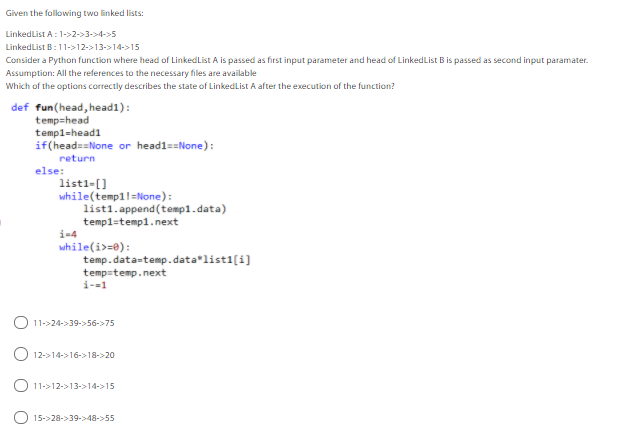 Given the following two linked lists:
LinkedList A : 1->2->3->4->5
LinkedList B : 11->12->13->14->15
Consider a Python function where head of LinkedList A is passed as first input parameter and head of LinkedList B is passed as second input paramater.
Assumption: All the references to the necessary files are available
Which of the options correctly describes the state of LinkedList A after the execution of the function?
def fun(head,head1):
temp=head
temp1=head1
if(head==None or head1==None):
return
else:
list1=[]
while(temp1!=None):
list1.append(temp1.data)
temp1=temp1.next
i=4
while(i>=0):
temp.data=temp.data*list1[i]
temp=temp.next
i-=1
11->24->39->56->75
12->14->16->18->20
11->12->13->14->15
15->28->39->48->55